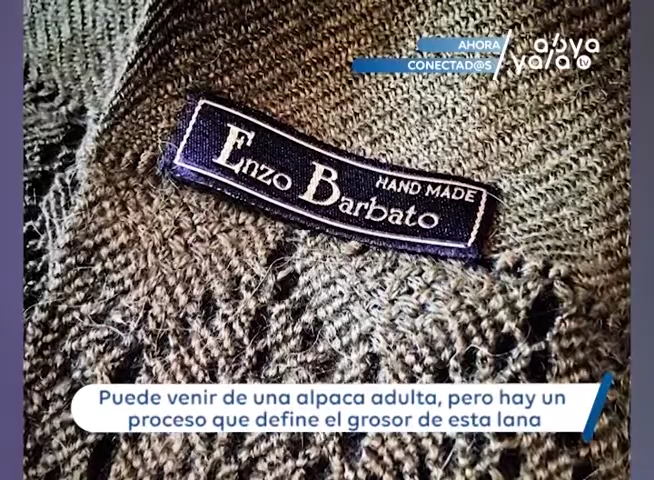 AHORA
CONECTAD@S
abya
yala tv
Enzo Barbato
HAND MADE
Puede venir de una alpaca adulta, pero hay un
proceso que define el grosor de esta lana